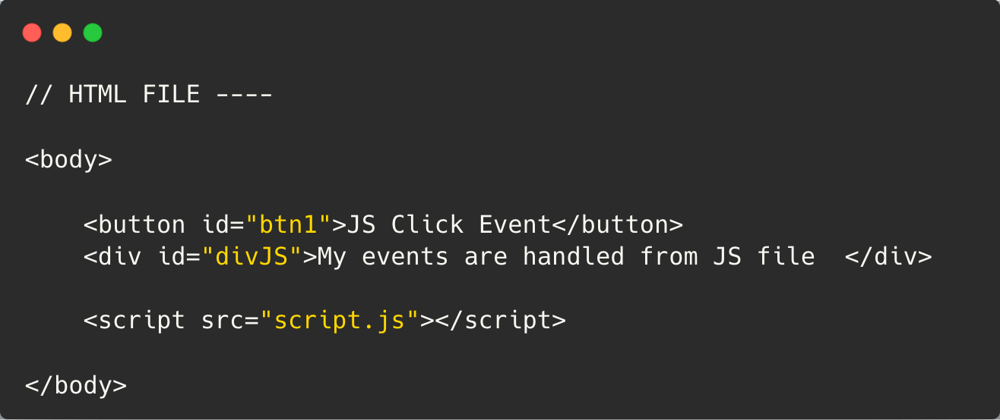 // HTML FILE ----
<body>
<button id="btn1">JS Click Event</button>
<div id="divJS">My events are handled from JS file  </div>
<script src="script.js"></script>
</body>